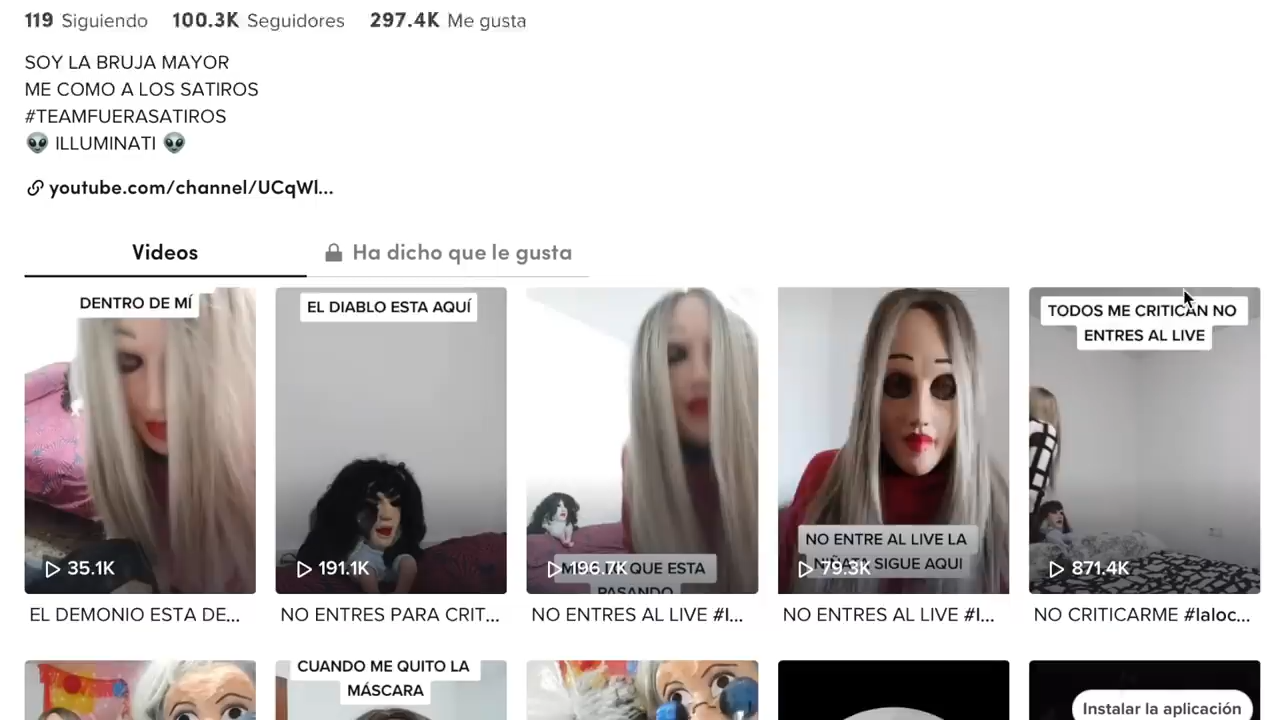 119 Siguiendo 100.3K Seguidores 297.4K Me gusta
SOY LA BRUJA MAYOR
ME COMO A LOS SATIROS
#TEAMFUERASATIROS
👽 ILLUMINATI 👽
youtube.com/channel/UCqWl...
Videos Ha dicho que le gusta
DENTRO DE MÍ
35.1K
EL DEMONIO ESTA DE...
EL DIABLO ESTA AQUÍ
191.1K
NO ENTRES PARA CRIT...
QUE ESTA
PASANDO
196.7K
NO ENTRES AL LIVE #l...
NO ENTRE AL LIVE LA
NIÑATA SIGUE AQUI
79.3K
NO ENTRES AL LIVE #l...
TODOS ME CRITICAN NO
ENTRES AL LIVE
871.4K
NO CRITICARME #laloc...
CUANDO ME QUITO LA
MÁSCARA
Instalar la aplicación